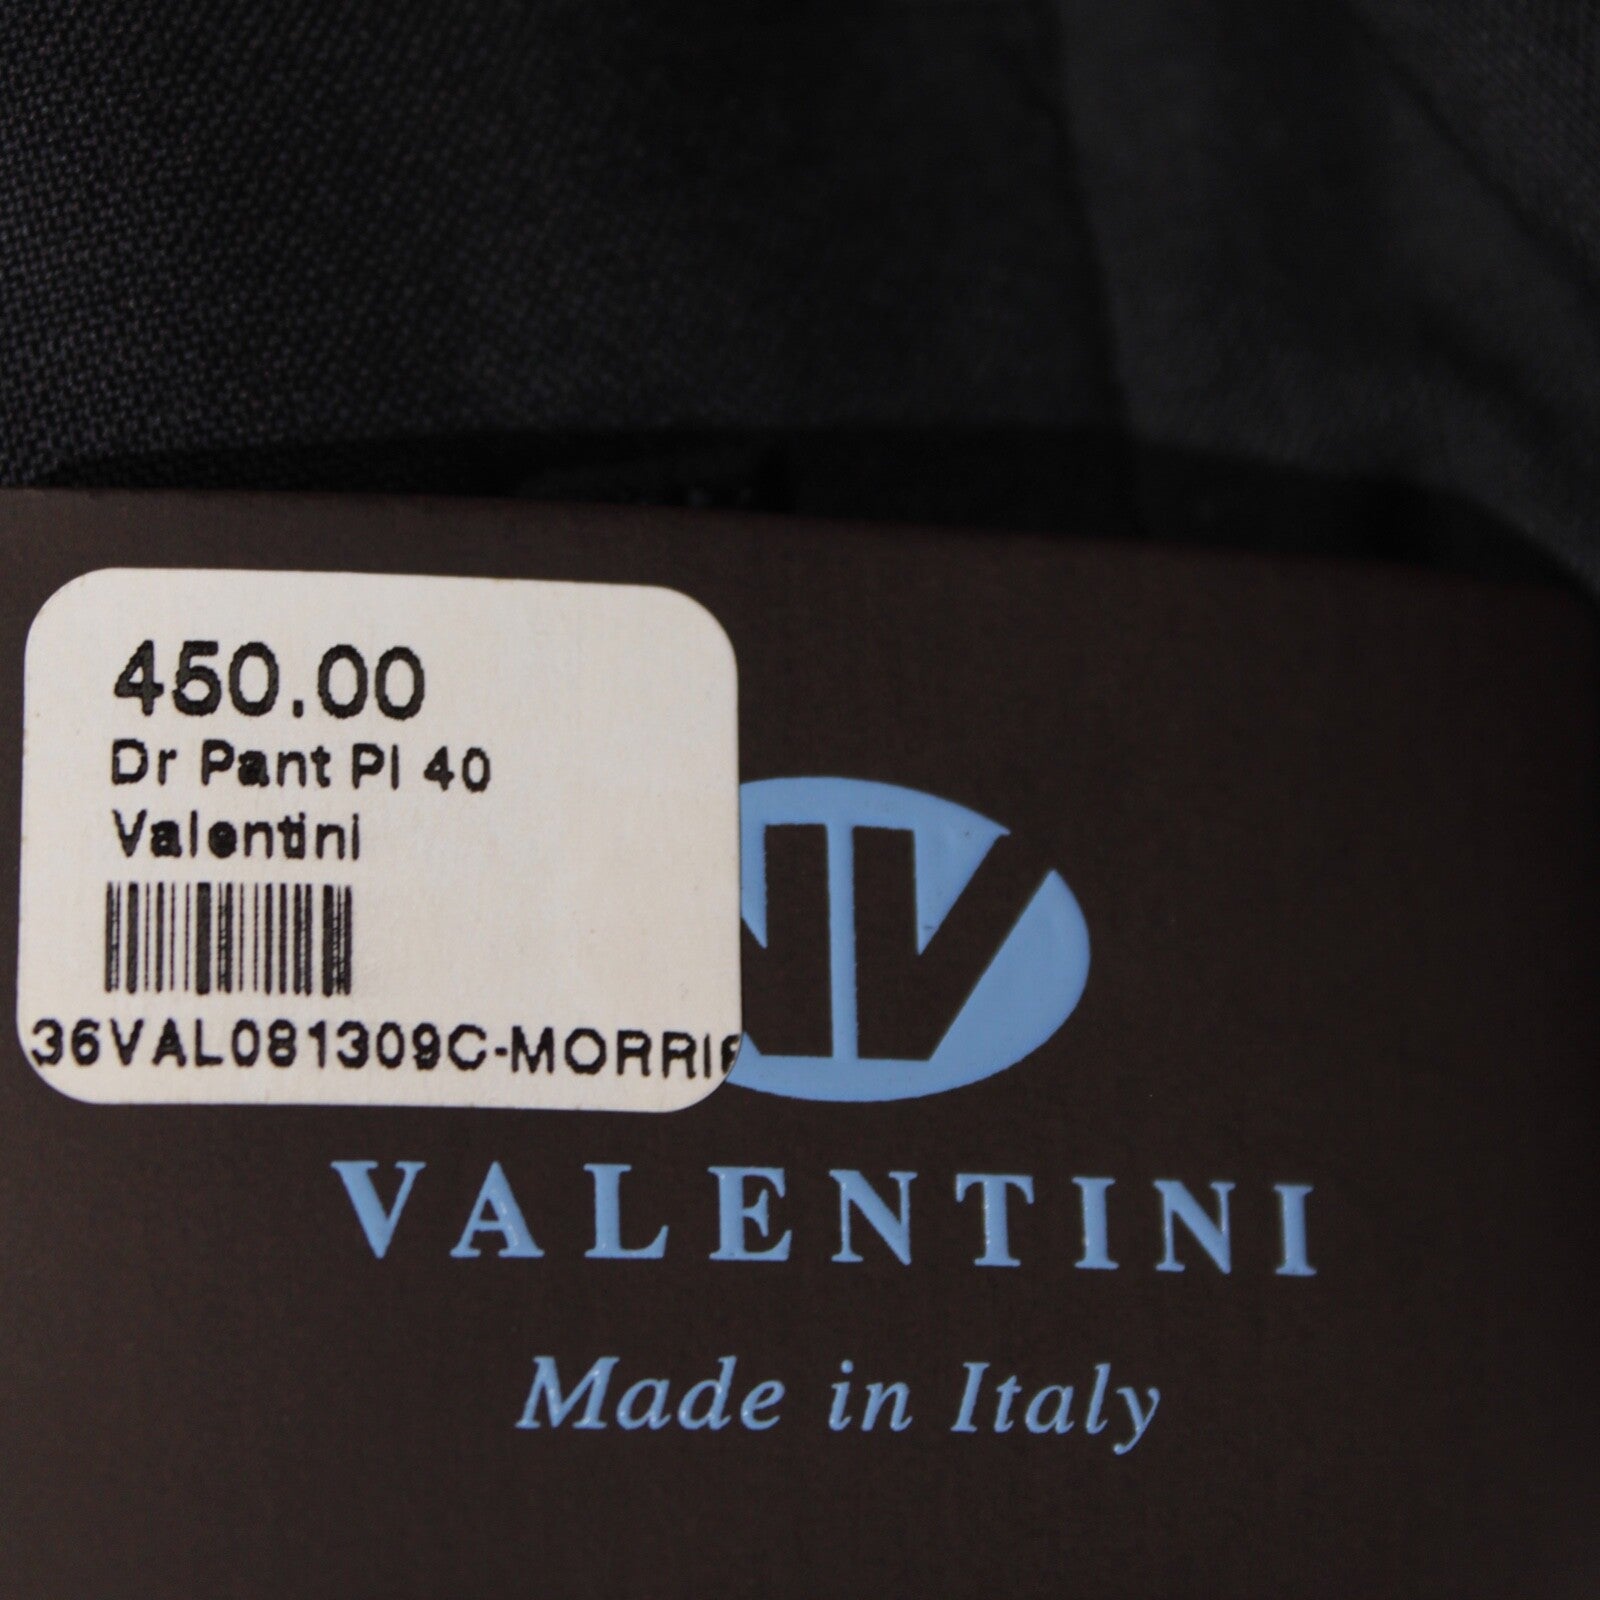 450.00
Dr Pant Pl 40
Valentini
36VAL081309C-MORRI
VALENTINI
Made in Italy